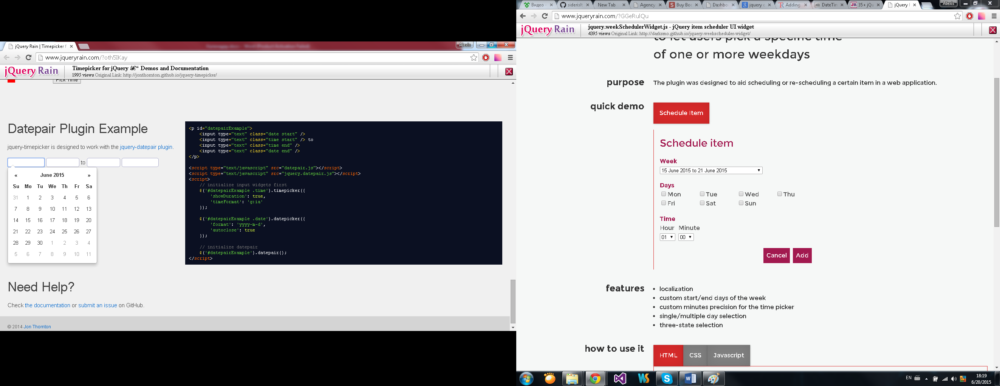 jQuery Rain | Timepicker f
Alexis
www.jqueryrain.com/?oth5IKay
jQuery Rain
Timepicker for jQuery â€“ Demos and Documentation
1995 views Original Link: http://jonthornton.github.io/jquery-timepicker/
Pick Time
Datepair Plugin Example
jquery-timepicker is designed to work with the jquery-datepair plugin.
to
« June 2015 »
Su Mo Tu We Th Fr Sa
31 1 2 3 4 5 6
7 8 9 10 11 12 13
14 15 16 17 18 19 20
21 22 23 24 25 26 27
28 29 30 1 2 3 4
5 6 7 8 9 10 11
<p id="datepairExample">
<input type="text" class="date start" />
<input type="text" class="time start" /> to
<input type="text" class="time end" />
<input type="text" class="date end" />
</p>
<script type="text/javascript" src="datepair.js"></script>
<script type="text/javascript" src="jquery.datepair.js"></script>
<script>
// initialize input widgets first
$('#datepairExample .time').timepicker({
'showDuration': true,
'timeFormat': 'g:ia'
});
$('#datepairExample .date').datepicker({
'format': 'yyyy-m-d',
'autoclose': true
});
// initialize datepair
$('#datepairExample').datepair();
</script>
Need Help?
Check the documentation or submit an issue on GitHub.
© 2014 Jon Thornton
Видео - siderislt New Tab Agency Buy Boo Dashbo jquery c Adding DateTin 35+ jQu jQuery F Alexis
www.jqueryrain.com/?GGeRulQu
jQuery Rain
jquery.weekSchedulerWidget.js - jQuery item scheduler UI widget
4395 views Original Link: http://darksmo.github.io/jquery-weekscheduler-widget/
to let users pick a specific time
of one or more weekdays
purpose The plugin was designed to aid scheduling or re-scheduling a certain item in a web application.
quick demo Schedule Item
Schedule item
Week
15 June 2015 to 21 June 2015
Days
Mon Tue Wed Thu
Fri Sat Sun
Time
Hour Minute
01 00
Cancel Add
features
localization
custom start/end days of the week
custom minutes precision for the time picker
single/multiple day selection
three-state selection
how to use it HTML CSS Javascript
EN 18:19
6/20/2015